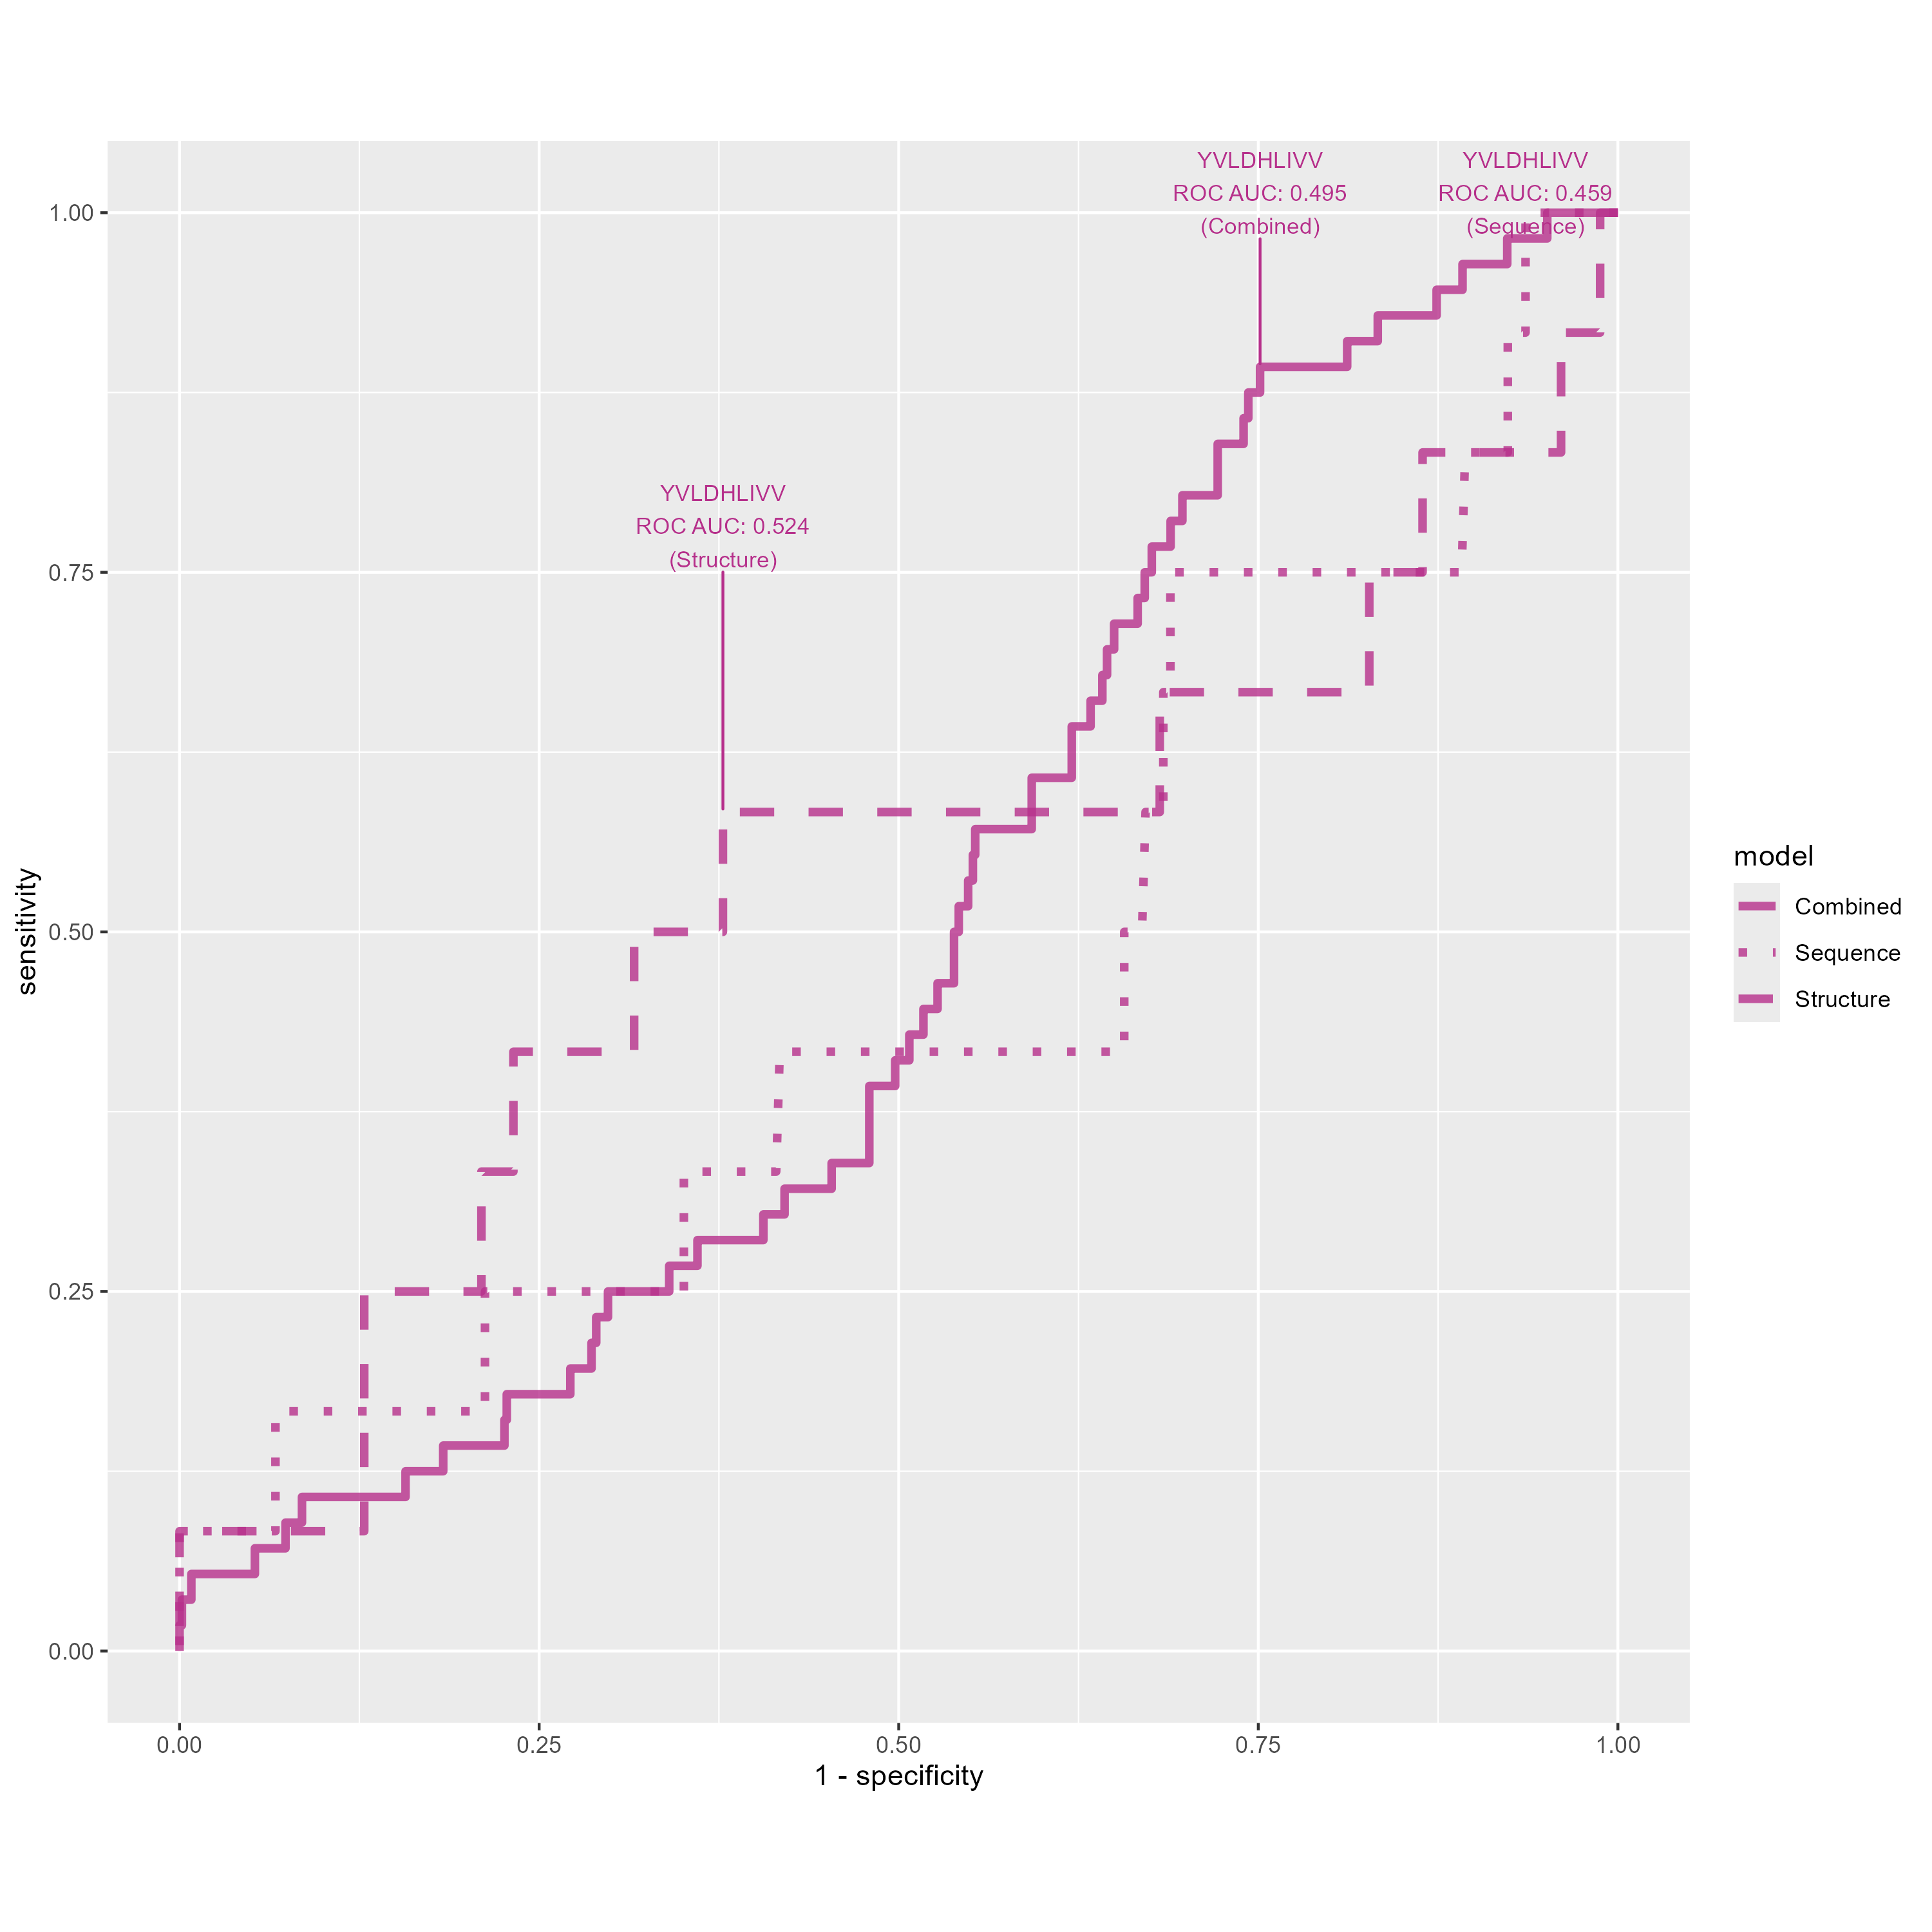 YVLDHLIVV
ROC AUC: 0.495
(Combined)
YVLDHLIVV
ROC AUC: 0.459
(Sequence)
YVLDHLIVV
ROC AUC: 0.524
(Structure)
1.00
0.75
0.50
0.25
0.00
sensitivity
0.00
0.25
0.50
0.75
1.00
1 - specificity
model
Combined
Sequence
Structure